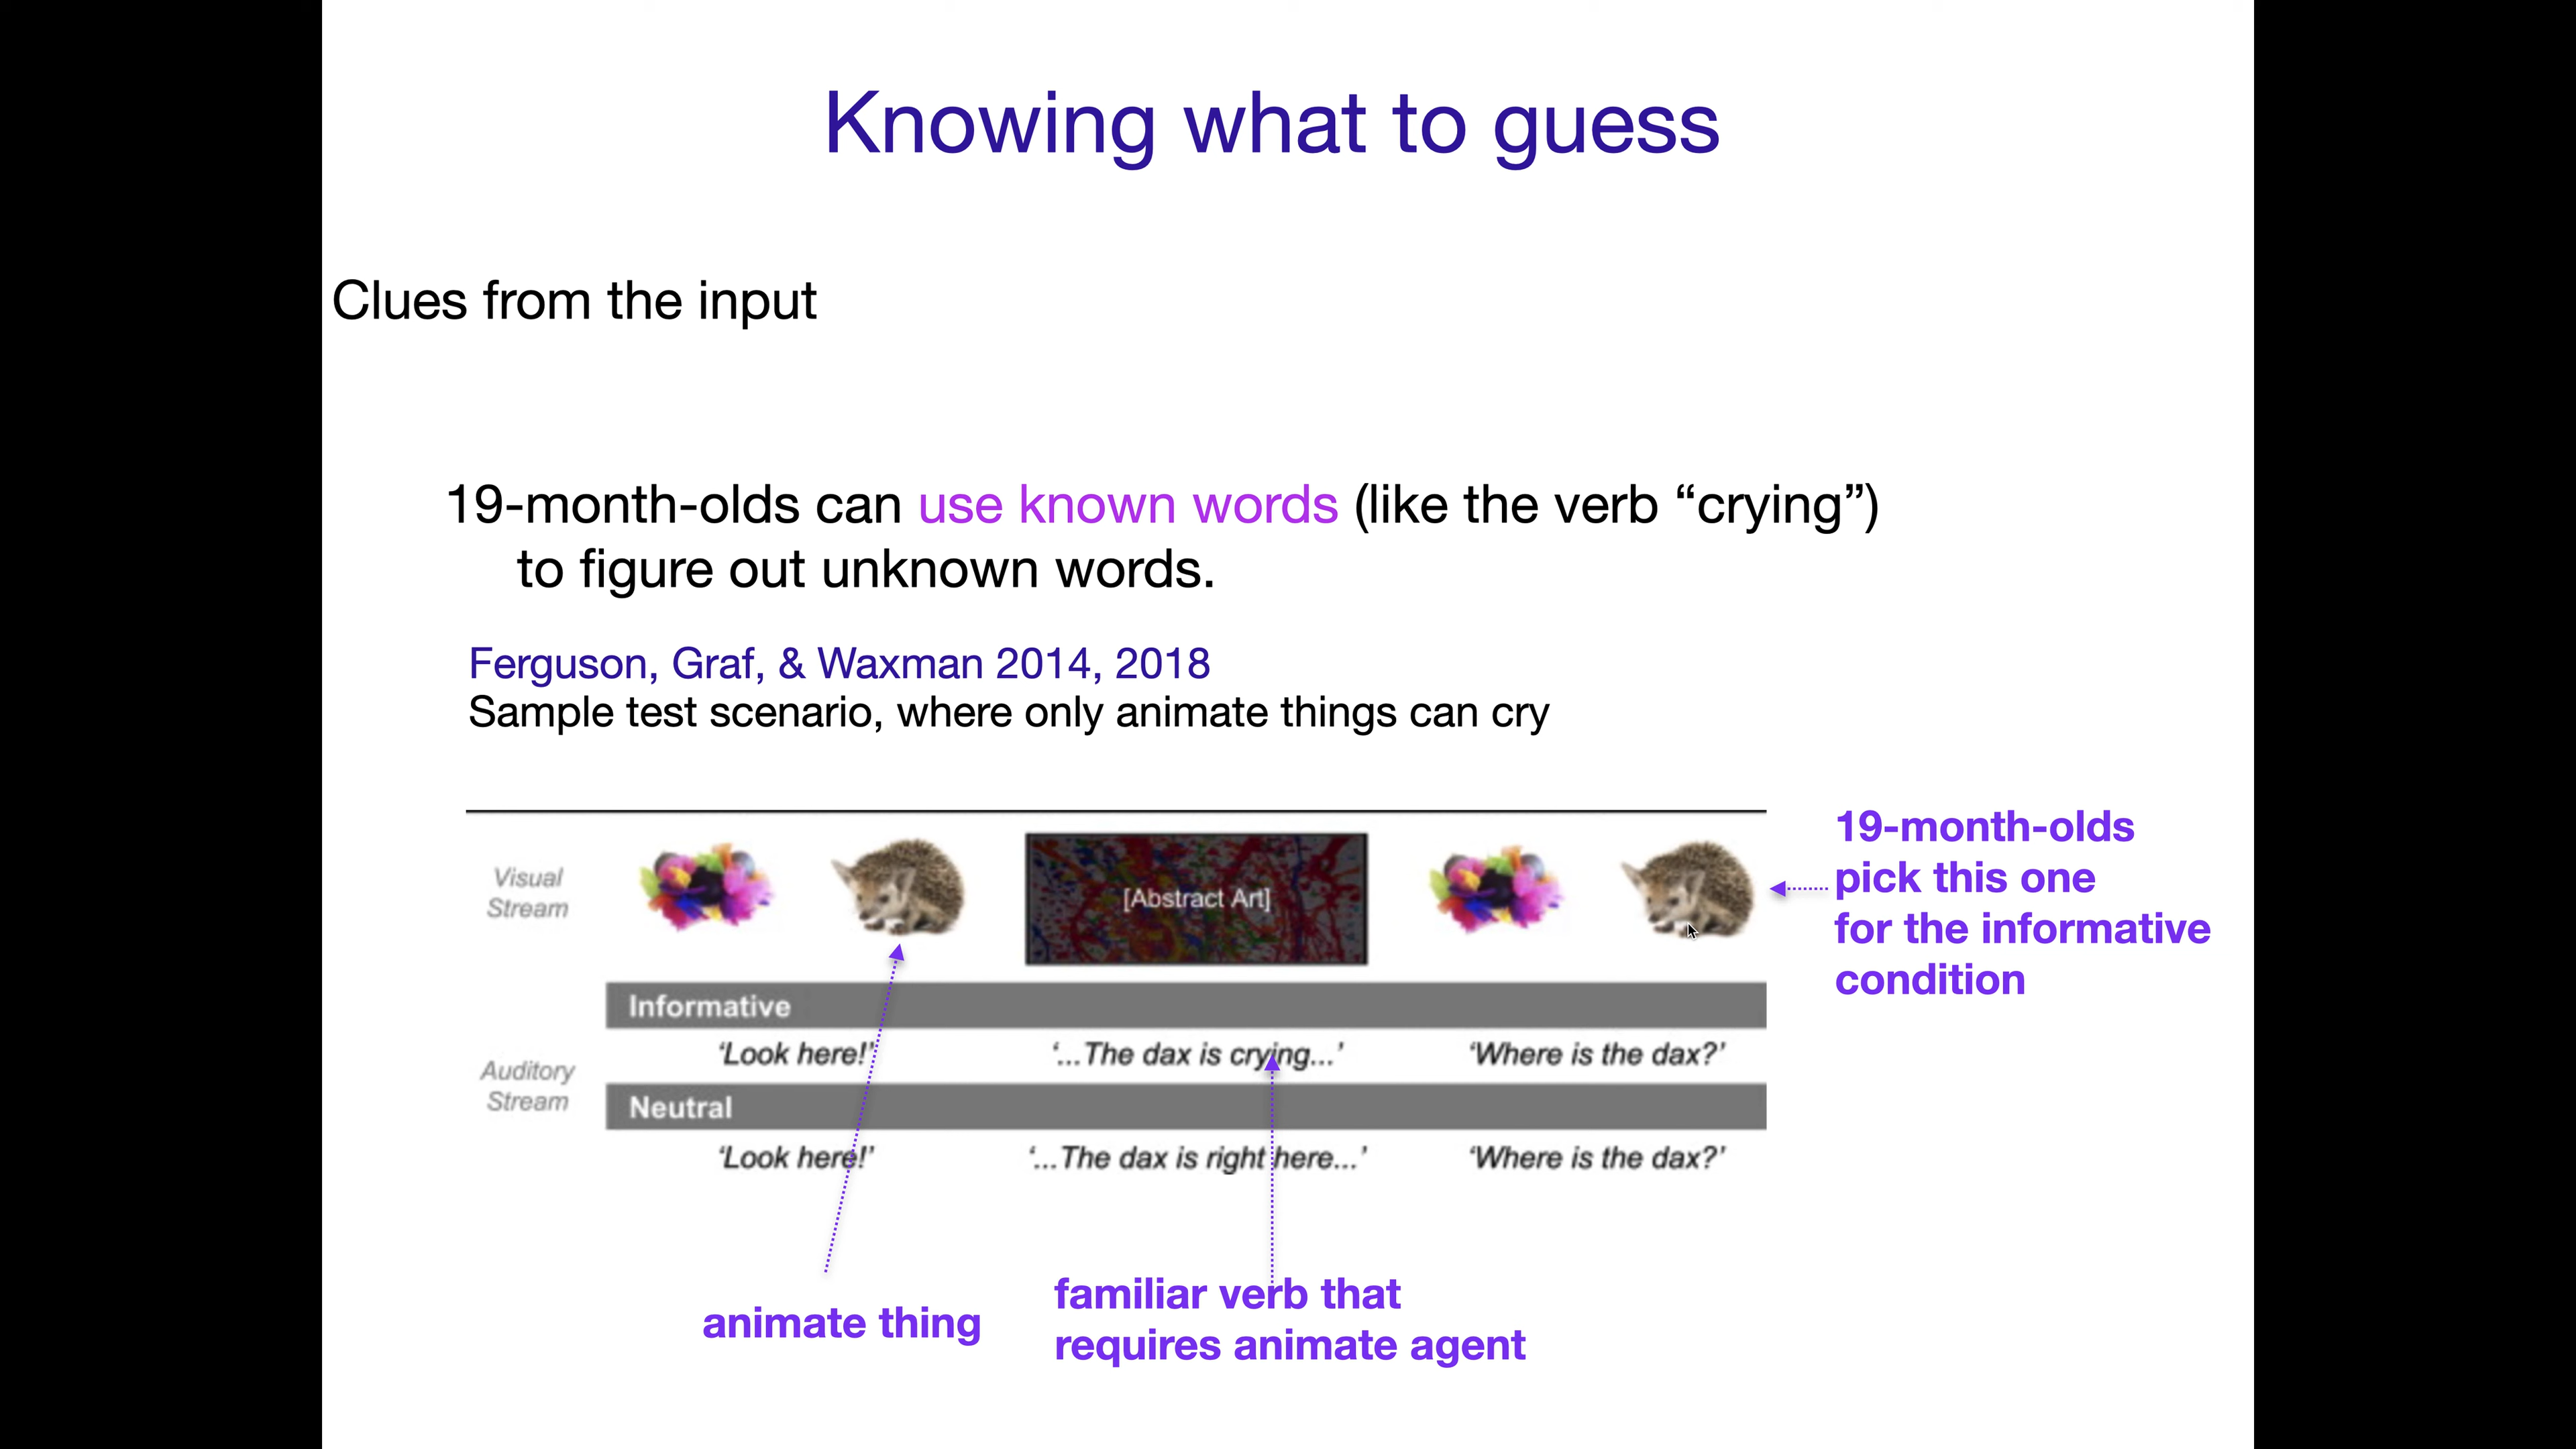 Knowing what to guess
Clues from the input
19-month-olds can use known words (like the verb “crying”)
to figure out unknown words.
Ferguson, Graf, & Waxman 2014, 2018
Sample test scenario, where only animate things can cry
Visual
Stream
[Abstract Art]
19-month-olds
pick this one
for the informative
condition
Informative
Auditory
Stream
‘Look here!’ ‘...The dax is crying...’ ‘Where is the dax?’
Neutral
‘Look here!’ ‘...The dax is right here...’ ‘Where is the dax?’
animate thing
familiar verb that
requires animate agent